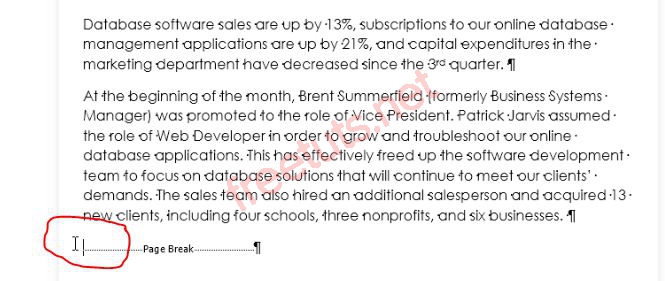 Database software sales are up by 13%, subscriptions to our online database
management applications are up by 21%, and capital expenditures in the
marketing department have decreased since the 3rd quarter. ¶
At the beginning of the month, Brent Summerfield (formerly Business Systems
Manager) was promoted to the role of Vice President. Patrick Jarvis assumed
the role of Web Developer in order to grow and troubleshoot our online
database applications. This has effectively freed up the software development
team to focus on database solutions that will continue to meet our clients'
demands. The sales team also hired an additional salesperson and acquired 13
new clients, including four schools, three nonprofits, and six businesses. ¶
Page Break ¶
freetuts.net